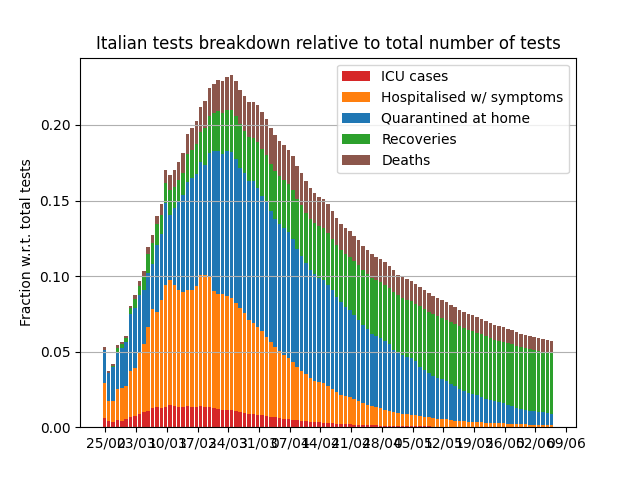 Italian tests breakdown relative to total number of tests
ICU cases
Hospitalised w/ symptoms
Quarantined at home
Recoveries
Deaths
Fraction w.r.t. total tests
0.20
0.15
0.10
0.05
0.00
25/02 03/03 10/03 17/03 24/03 31/03 07/04 14/04 21/04 28/04 05/05 12/05 19/05 26/05 02/06 09/06